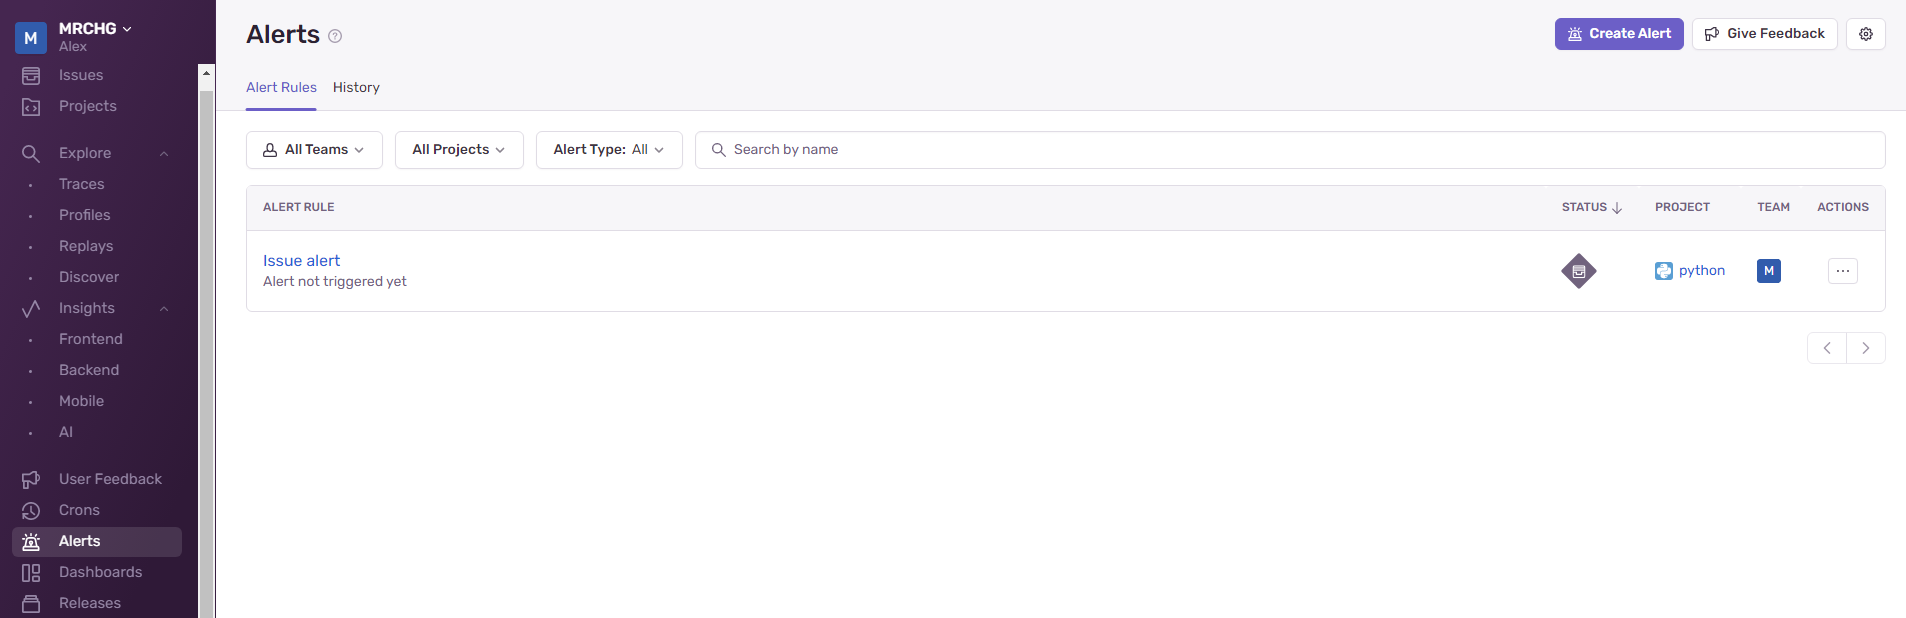 M
MRCHG
Alex
Issues
Projects
Explore
Traces
Profiles
Replays
Discover
Insights
Frontend
Backend
Mobile
AI
User Feedback
Crons
Alerts
Dashboards
Releases
Alerts ?
Create Alert
Give Feedback
Alert Rules
History
All Teams
All Projects
Alert Type: All
Search by name
ALERT RULE
STATUS
PROJECT
TEAM
ACTIONS
Issue alert
Alert not triggered yet
python
M